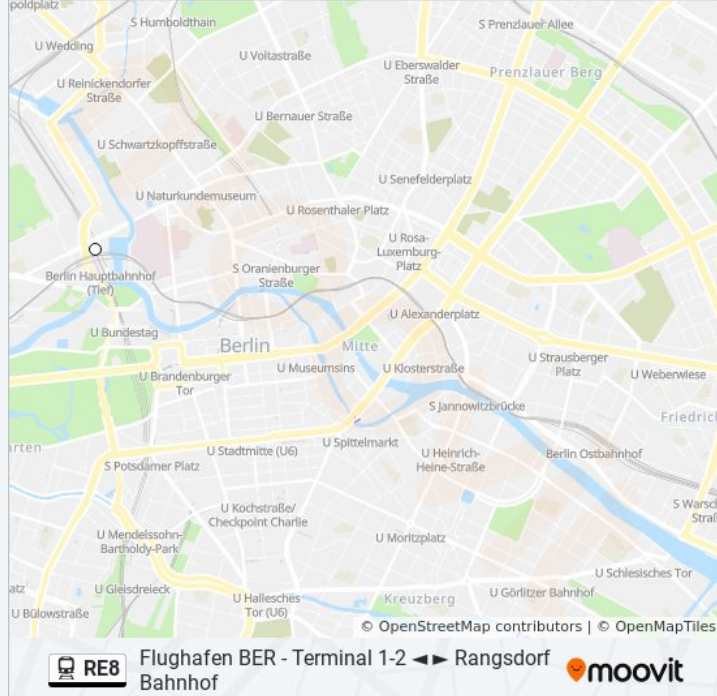 poldplatz
S Humboldthain
S Prenzlauer Allee
U Wedding
U Voltastraße
U Eberswalder
Straße
Prenzlauer Berg
U Reinickendorfer
Straße
U Bernauer Straße
U Schwartzkopffstraße
U Senefelderplatz
U Naturkundemuseum
U Rosenthaler Platz
U Rosa-
Luxemburg-
Platz
Berlin Hauptbahnhof
(Tief)
S Oranienburger
Straße
U Bundestag
U Alexanderplatz
Berlin
Mitte
U Strausberger
Platz
U Museumsins
U Klosterstraße
U Weberwiese
U Brandenburger
Tor
S Jannowitzbrücke
Friedrich
arten
U Stadtmitte (U6)
U Spittelmarkt
U Heinrich-
Heine-Straße
Berlin Ostbahnhof
S Potsdamer Platz
S Warsc
Straß
U Kochstraße/
Checkpoint Charlie
U Mendelssohn-
Bartholdy-Park
U Moritzplatz
U Schlesisches Tor
atz
U Gleisdreieck
U Hallesches
Tor (U6)
Kreuzberg
U Görlitzer Bahnhof
U Bülowstraße
© OpenStreetMap contributors | © OpenMapTiles
RE8
Flughafen BER - Terminal 1-2 ◄► Rangsdorf
Bahnhof
moovit